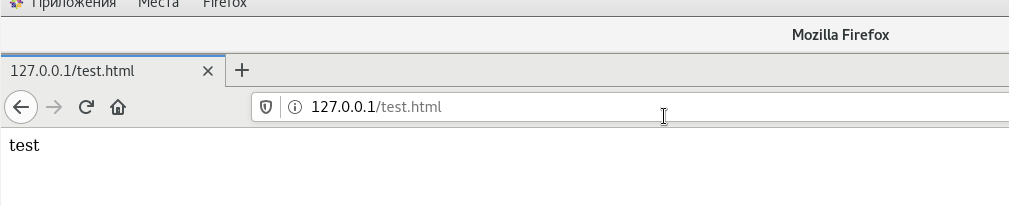 Приложения Места Firefox
Mozilla Firefox
127.0.0.1/test.html
127.0.0.1/test.html
test